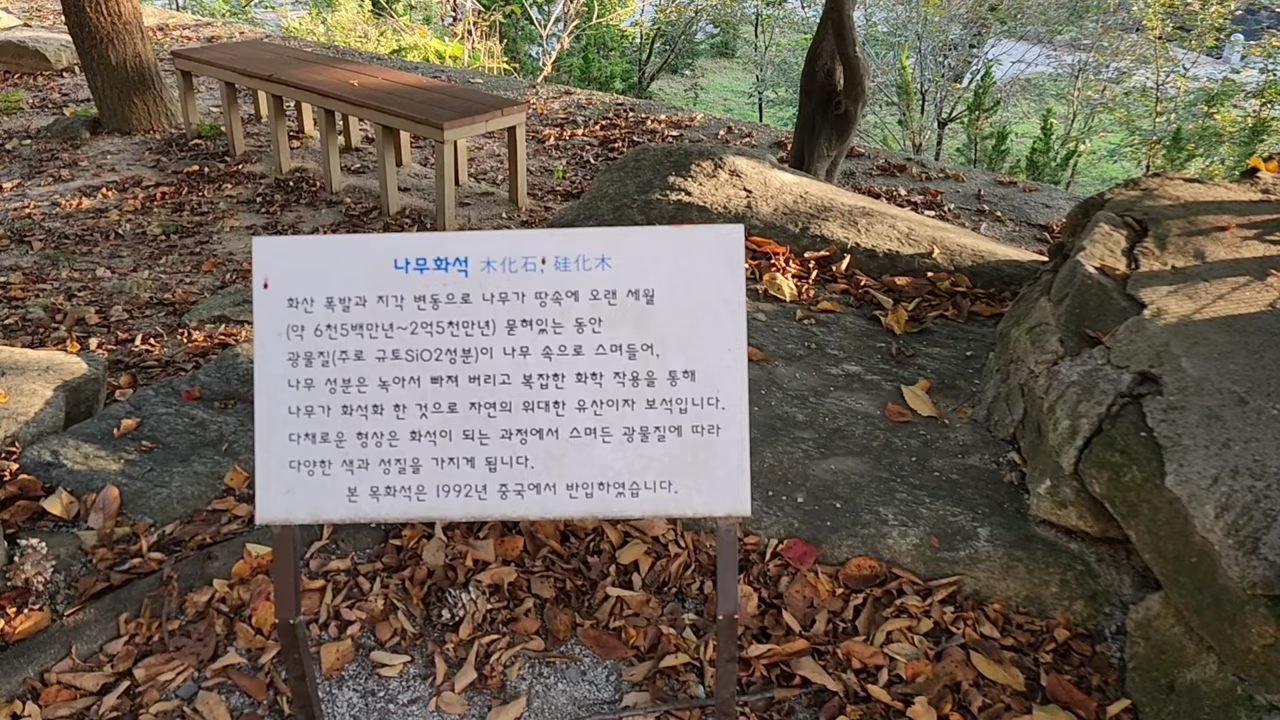 나무화석 木化石, 硅化木
화산 폭발과 지각 변동으로 나무가 땅속에 오랜 세월
(약 6천5백만년~2억5천만년) 묻혀있는 동안
광물질(주로 규토SiO2성분)이 나무 속으로 스며들어,
나무 성분은 녹아서 빠져 버리고 복잡한 화학 작용을 통해
나무가 화석화 한 것으로 자연의 위대한 유산이자 보석입니다.
다채로운 형상은 화석이 되는 과정에서 스며든 광물질에 따라
다양한 색과 성질을 가지게 됩니다.
본 목화석은 1992년 중국에서 반입하였습니다.